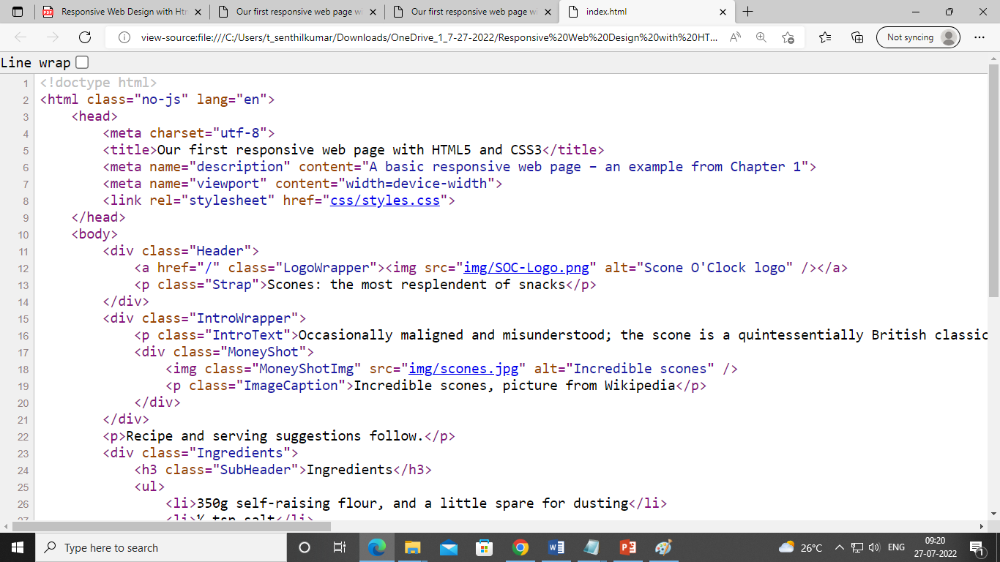 Responsive Web Design with Htm
Our first responsive web page wi
Our first responsive web page wi
index.html
view-source:file:///C:/Users/t_senthilkumar/Downloads/OneDrive_1_7-27-2022/Responsive%20Web%20Design%20with%20HT...
Not syncing
Line wrap
1 <!doctype html>
2 <html class="no-js" lang="en">
3 <head>
4 <meta charset="utf-8">
5 <title>Our first responsive web page with HTML5 and CSS3</title>
6 <meta name="description" content="A basic responsive web page – an example from Chapter 1">
7 <meta name="viewport" content="width=device-width">
8 <link rel="stylesheet" href="css/styles.css">
9 </head>
10 <body>
11 <div class="Header">
12 <a href="/" class="LogoWrapper"><img src="img/SOC-Logo.png" alt="Scone O'Clock logo" /></a>
13 <p class="Strap">Scones: the most resplendent of snacks</p>
14 </div>
15 <div class="IntroWrapper">
16 <p class="IntroText">Occasionally maligned and misunderstood; the scone is a quintessentially British classic
17 <div class="MoneyShot">
18 <img class="MoneyShotImg" src="img/scones.jpg" alt="Incredible scones" />
19 <p class="ImageCaption">Incredible scones, picture from Wikipedia</p>
20 </div>
21 </div>
22 <p>Recipe and serving suggestions follow.</p>
23 <div class="Ingredients">
24 <h3 class="SubHeader">Ingredients</h3>
25 <ul>
26 <li>350g self-raising flour, and a little spare for dusting</li>
27 <li>¼ tsp salt</li>
Type here to search
26°C
ENG
09:20
27-07-2022
1